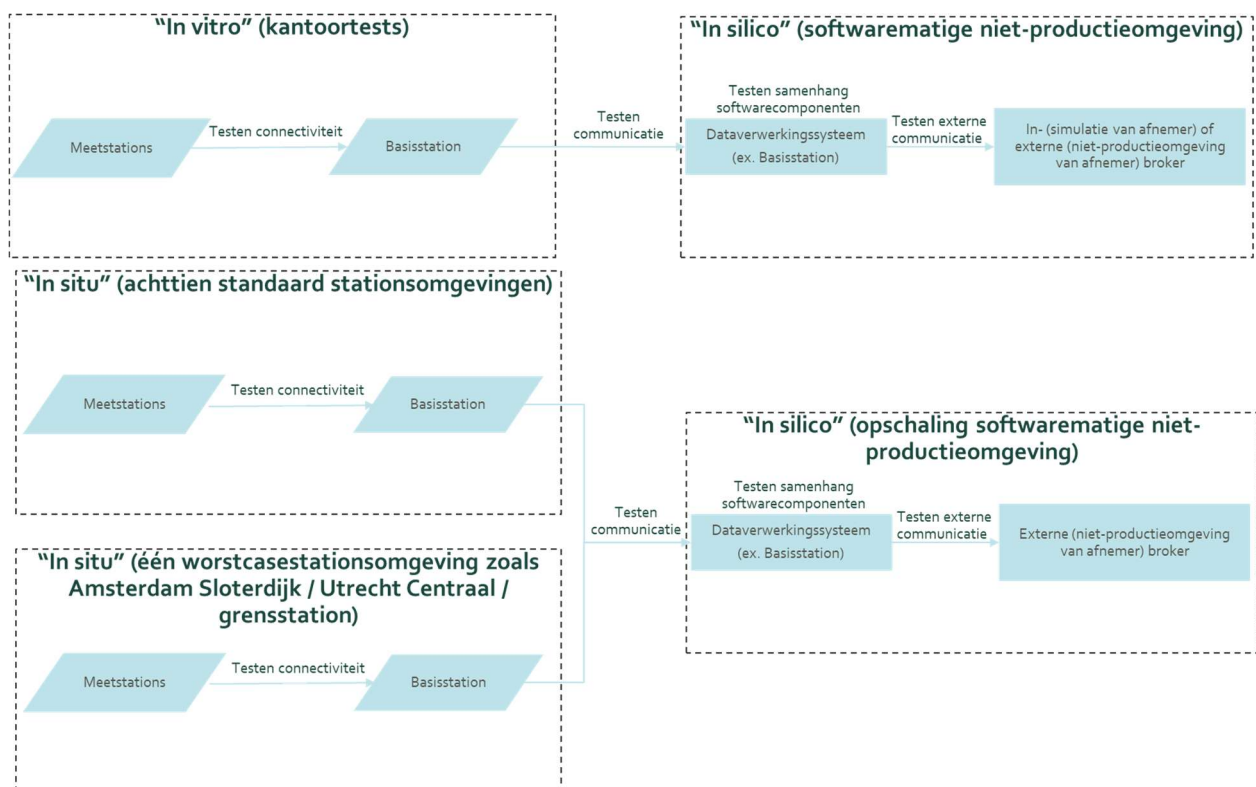 “In vitro” (kantoortests)
Meetstations
Testen connectiviteit
Basisstation
Testen
communicatie
“In silico” (softwarematige niet-productieomgeving)
Testen samenhang
softwarecomponenten
Dataverwerkingssysteem
(ex. Basisstation)
Testen externe
communicatie
In- (simulatie van afnemer) of
externe (niet-productieomgeving
van afnemer) broker
“In situ” (achttien standaard stationsomgevingen)
Meetstations
Testen connectiviteit
Basisstation
“In situ” (één worstcasestationsomgeving zoals
Amsterdam Sloterdijk / Utrecht Centraal /
grensstation)
Meetstations
Testen connectiviteit
Basisstation
Testen
communicatie
“In silico” (opschaling softwarematige niet-
productieomgeving)
Testen samenhang
softwarecomponenten
Dataverwerkingssysteem
(ex. Basisstation)
Testen externe
communicatie
Externe (niet-productieomgeving
van afnemer) broker